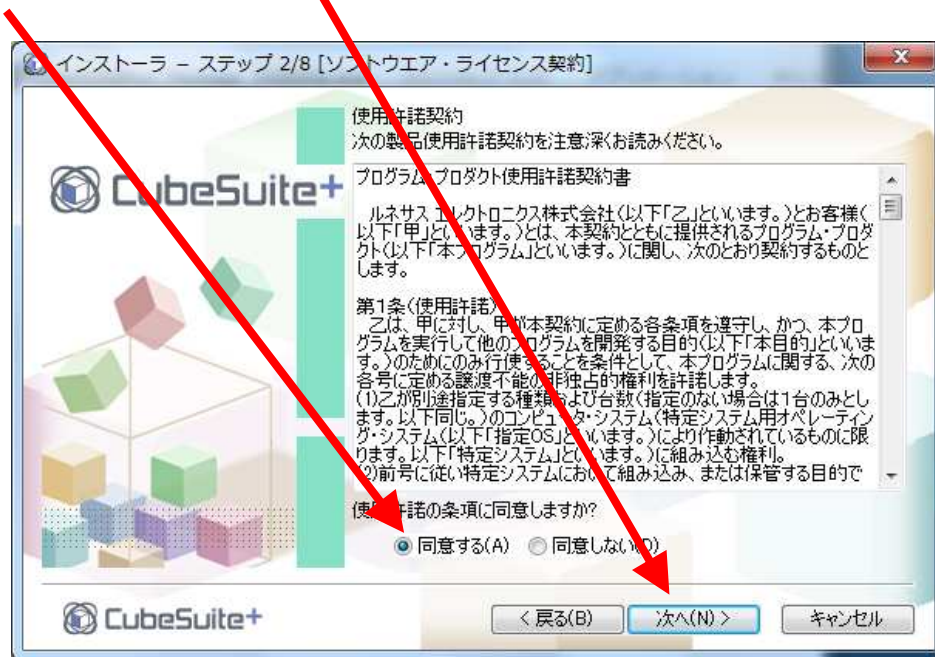 インストーラ － ステップ 2/8 [ソフトウエア・ライセンス契約]
使用許諾契約
次の製品使用許諾契約を注意深くお読みください。
CubeSuite+
プログラム・プロダクト使用許諾契約書
ルネサス エレクトロニクス株式会社(以下「乙」といいます。)とお客様(
以下「甲」といいます。)とは、本契約とともに提供されるプログラム・プロダ
クト(以下「本プログラム」といいます。)に関し、次のとおり契約するものと
します。
第1条(使用許諾)
乙は、甲に対し、甲が本契約に定める各条項を遵守し、かつ、本プロ
グラムを実行して他のプログラムを開発する目的(以下「本目的」といいま
す。)のためにのみ行使することを条件として、本プログラムに関する、次の
各号に定める譲渡不能の非独占的権利を許諾します。
(1)乙が別途指定する種類および台数(指定のない場合は1台のみとし
ます。以下同じ。)のコンピュータ・システム(特定システム用オペレーティン
グ・システム(以下「指定OS」といいます。)により作動されているものに限
ります。以下「特定システム」といいます。)に組み込む権利。
(2)前号に従い特定システムにおいて組み込み、または保管する目的で
使用許諾の条項に同意しますか?
同意する(A) 同意しない(D)
CubeSuite+
< 戻る(B) 次へ(N) > キャンセル